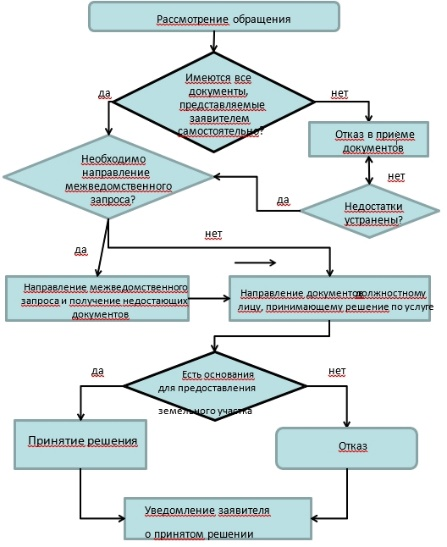 Рассмотрение обращения
Имеются все
документы,
представляемые
заявителем
самостоятельно?
да
нет
Отказ в приеме
документов
Необходимо
направление
межведомственного
запроса?
да
нет
Недостатки
устранены?
да
нет
Направление межведомственного
запроса и получение недостающих
документов
Направление документов должностному
лицу, принимающему решение по услуге
Есть основания
для предоставления
земельного участка
да
нет
Принятие решения
Отказ
Уведомление заявителя
о принятом решении